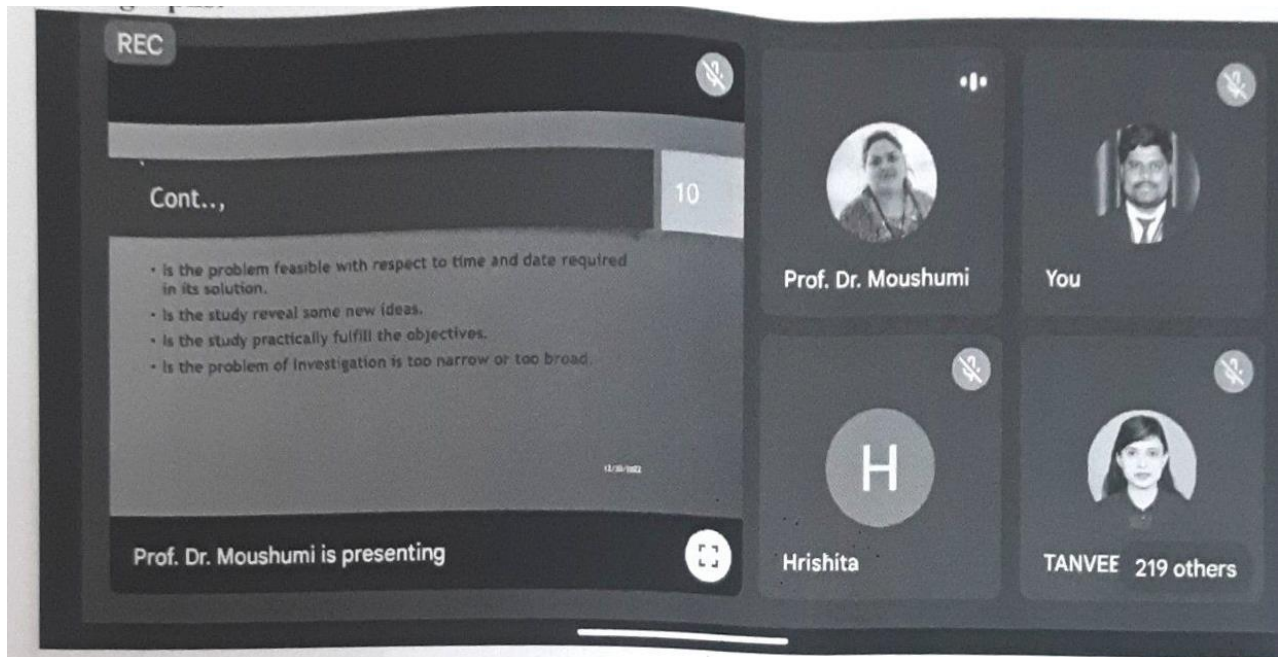 REC
Cont..,
10
• Is the problem feasible with respect to time and date required
in its solution.
• Is the study reveal some new ideas.
• Is the study practically fulfill the objectives.
• Is the problem of investigation is too narrow or too broad.
Prof. Dr. Moushumi is presenting
Prof. Dr. Moushumi
You
H
Hrishita
TANVEE
219 others